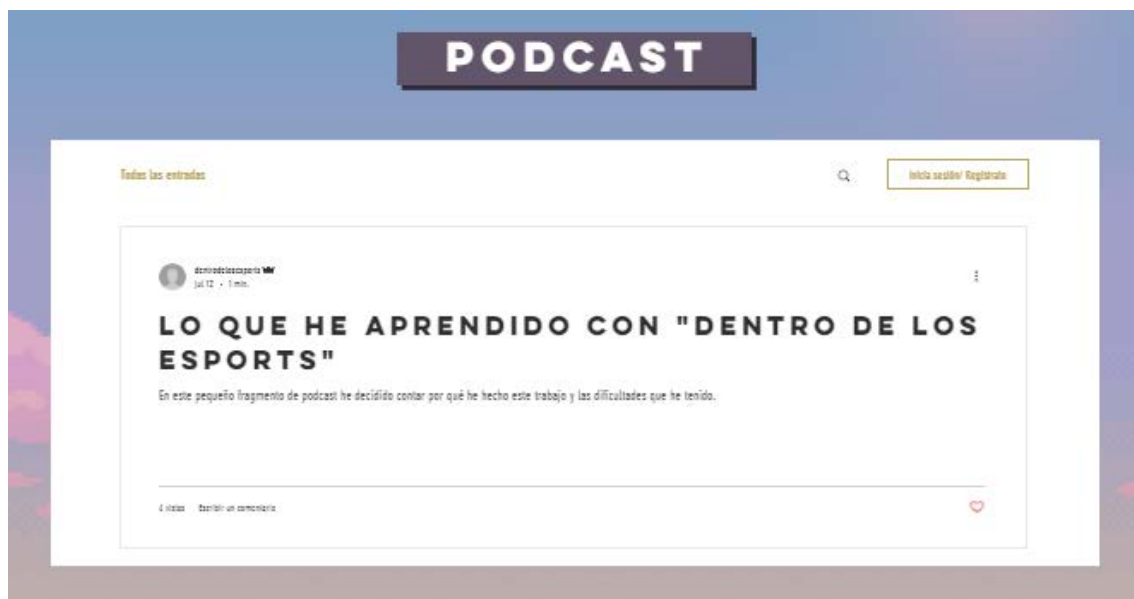 PODCAST
Todas las entradas
Inicia sesión/ Regístrate
dentrodelosesports
jul 12 • 1 min.
LO QUE HE APRENDIDO CON "DENTRO DE LOS
ESPORTS"
En este pequeño fragmento de podcast he decidido contar por qué he hecho este trabajo y las dificultades que he tenido.
vistas Escribir un comentario